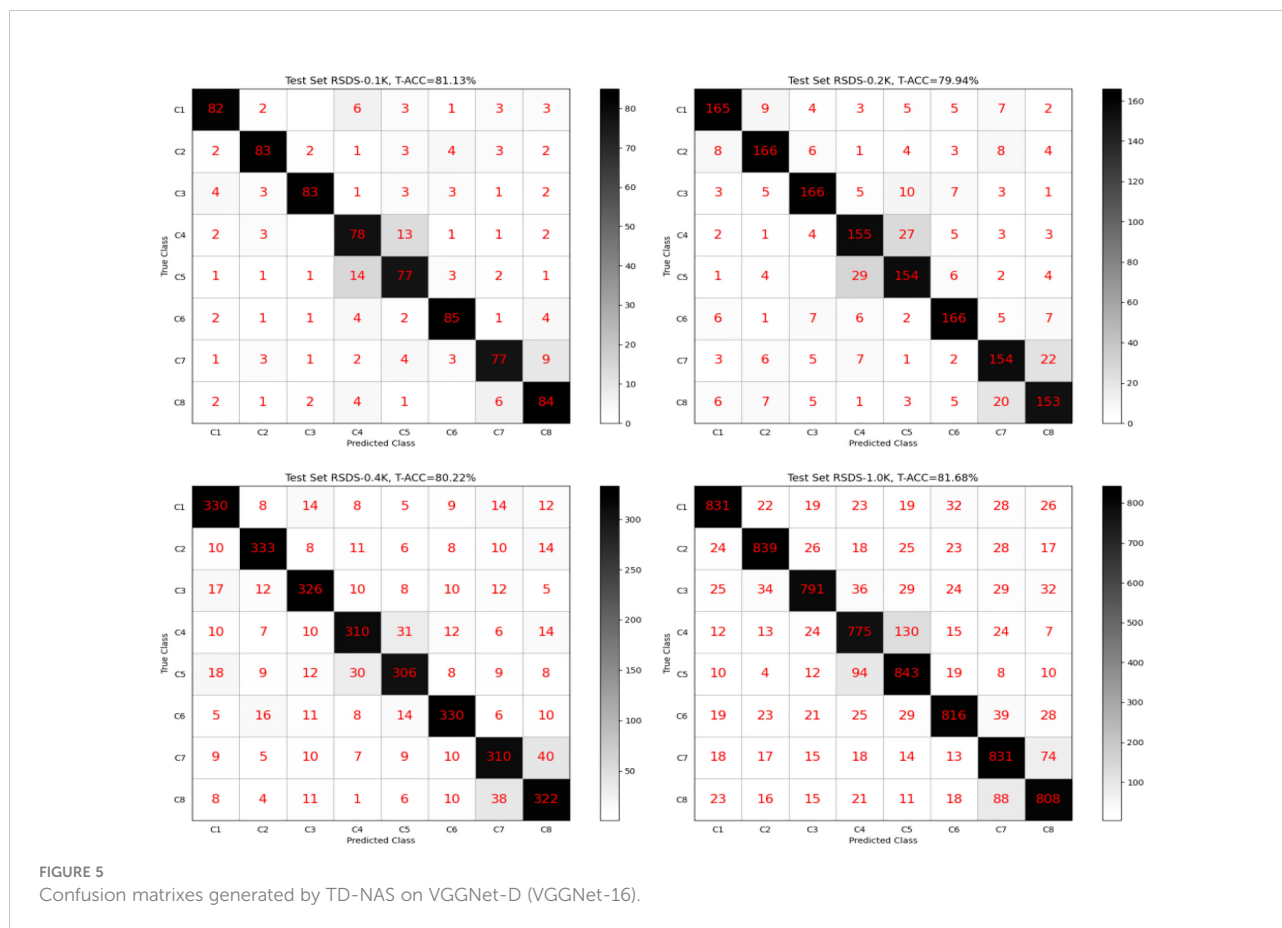 Test Set RSDS-0.1K, T-ACC=81.13%
True Class
C1 82 2 6 3 1 3 3
C2 2 83 2 1 3 4 3 2
C3 4 3 83 1 3 3 1 2
C4 2 3 78 13 1 1 2
C5 1 1 1 14 77 3 2 1
C6 2 1 1 4 2 85 1 4
C7 1 3 1 2 4 3 77 9
C8 2 1 2 4 1 6 84
C1 C2 C3 C4 C5 C6 C7 C8
Predicted Class
80
70
60
50
40
30
20
10
0
Test Set RSDS-0.2K, T-ACC=79.94%
True Class
C1 165 9 4 3 5 5 7 2
C2 8 166 6 1 4 3 8 4
C3 3 5 166 5 10 7 3 1
C4 2 1 4 155 27 5 3 3
C5 1 4 29 154 6 2 4
C6 6 1 7 6 2 166 5 7
C7 3 6 5 7 1 2 154 22
C8 6 7 5 1 3 5 20 153
C1 C2 C3 C4 C5 C6 C7 C8
Predicted Class
160
140
120
100
80
60
40
20
0
Test Set RSDS-0.4K, T-ACC=80.22%
True Class
C1 330 8 14 8 5 9 14 12
C2 10 333 8 11 6 8 10 14
C3 17 12 326 10 8 10 12 5
C4 10 7 10 310 31 12 6 14
C5 18 9 12 30 306 8 9 8
C6 5 16 11 8 14 330 6 10
C7 9 5 10 7 9 10 310 40
C8 8 4 11 1 6 10 38 322
C1 C2 C3 C4 C5 C6 C7 C8
Predicted Class
300
250
200
150
100
50
Test Set RSDS-1.0K, T-ACC=81.68%
True Class
C1 831 22 19 23 19 32 28 26
C2 24 839 26 18 25 23 28 17
C3 25 34 791 36 29 24 29 32
C4 12 13 24 775 130 15 24 7
C5 10 4 12 94 843 19 8 10
C6 19 23 21 25 29 816 39 28
C7 18 17 15 18 14 13 831 74
C8 23 16 15 21 11 18 88 808
C1 C2 C3 C4 C5 C6 C7 C8
Predicted Class
800
700
600
500
400
300
200
100
FIGURE 5
Confusion matrixes generated by TD-NAS on VGGNet-D (VGGNet-16).